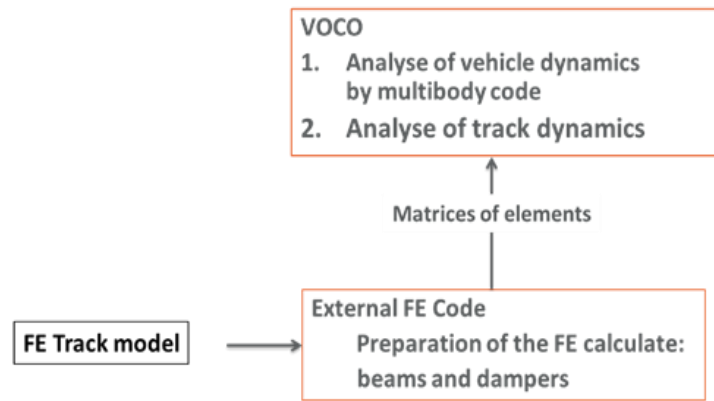 VOCO
1. Analyse of vehicle dynamics
by multibody code
2. Analyse of track dynamics
Matrices of elements
External FE Code
FE Track model
Preparation of the FE calculate:
beams and dampers